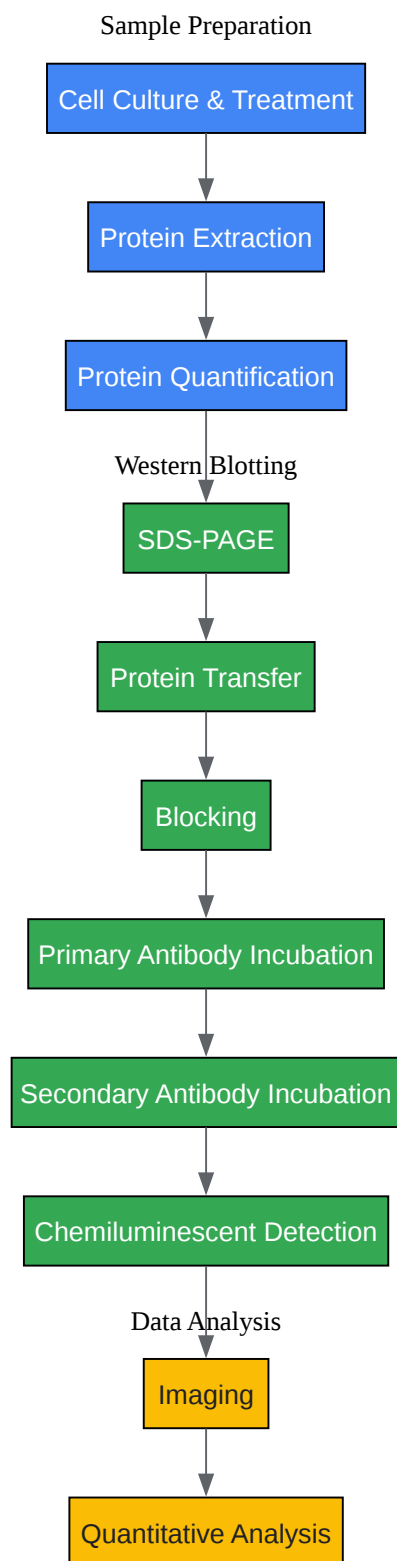 Sample Preparation
Cell Culture & Treatment
Protein Extraction
Protein Quantification
Western Blotting
SDS-PAGE
Protein Transfer
Blocking
Primary Antibody Incubation
Secondary Antibody Incubation
Chemiluminescent Detection
Data Analysis
Imaging
Quantitative Analysis